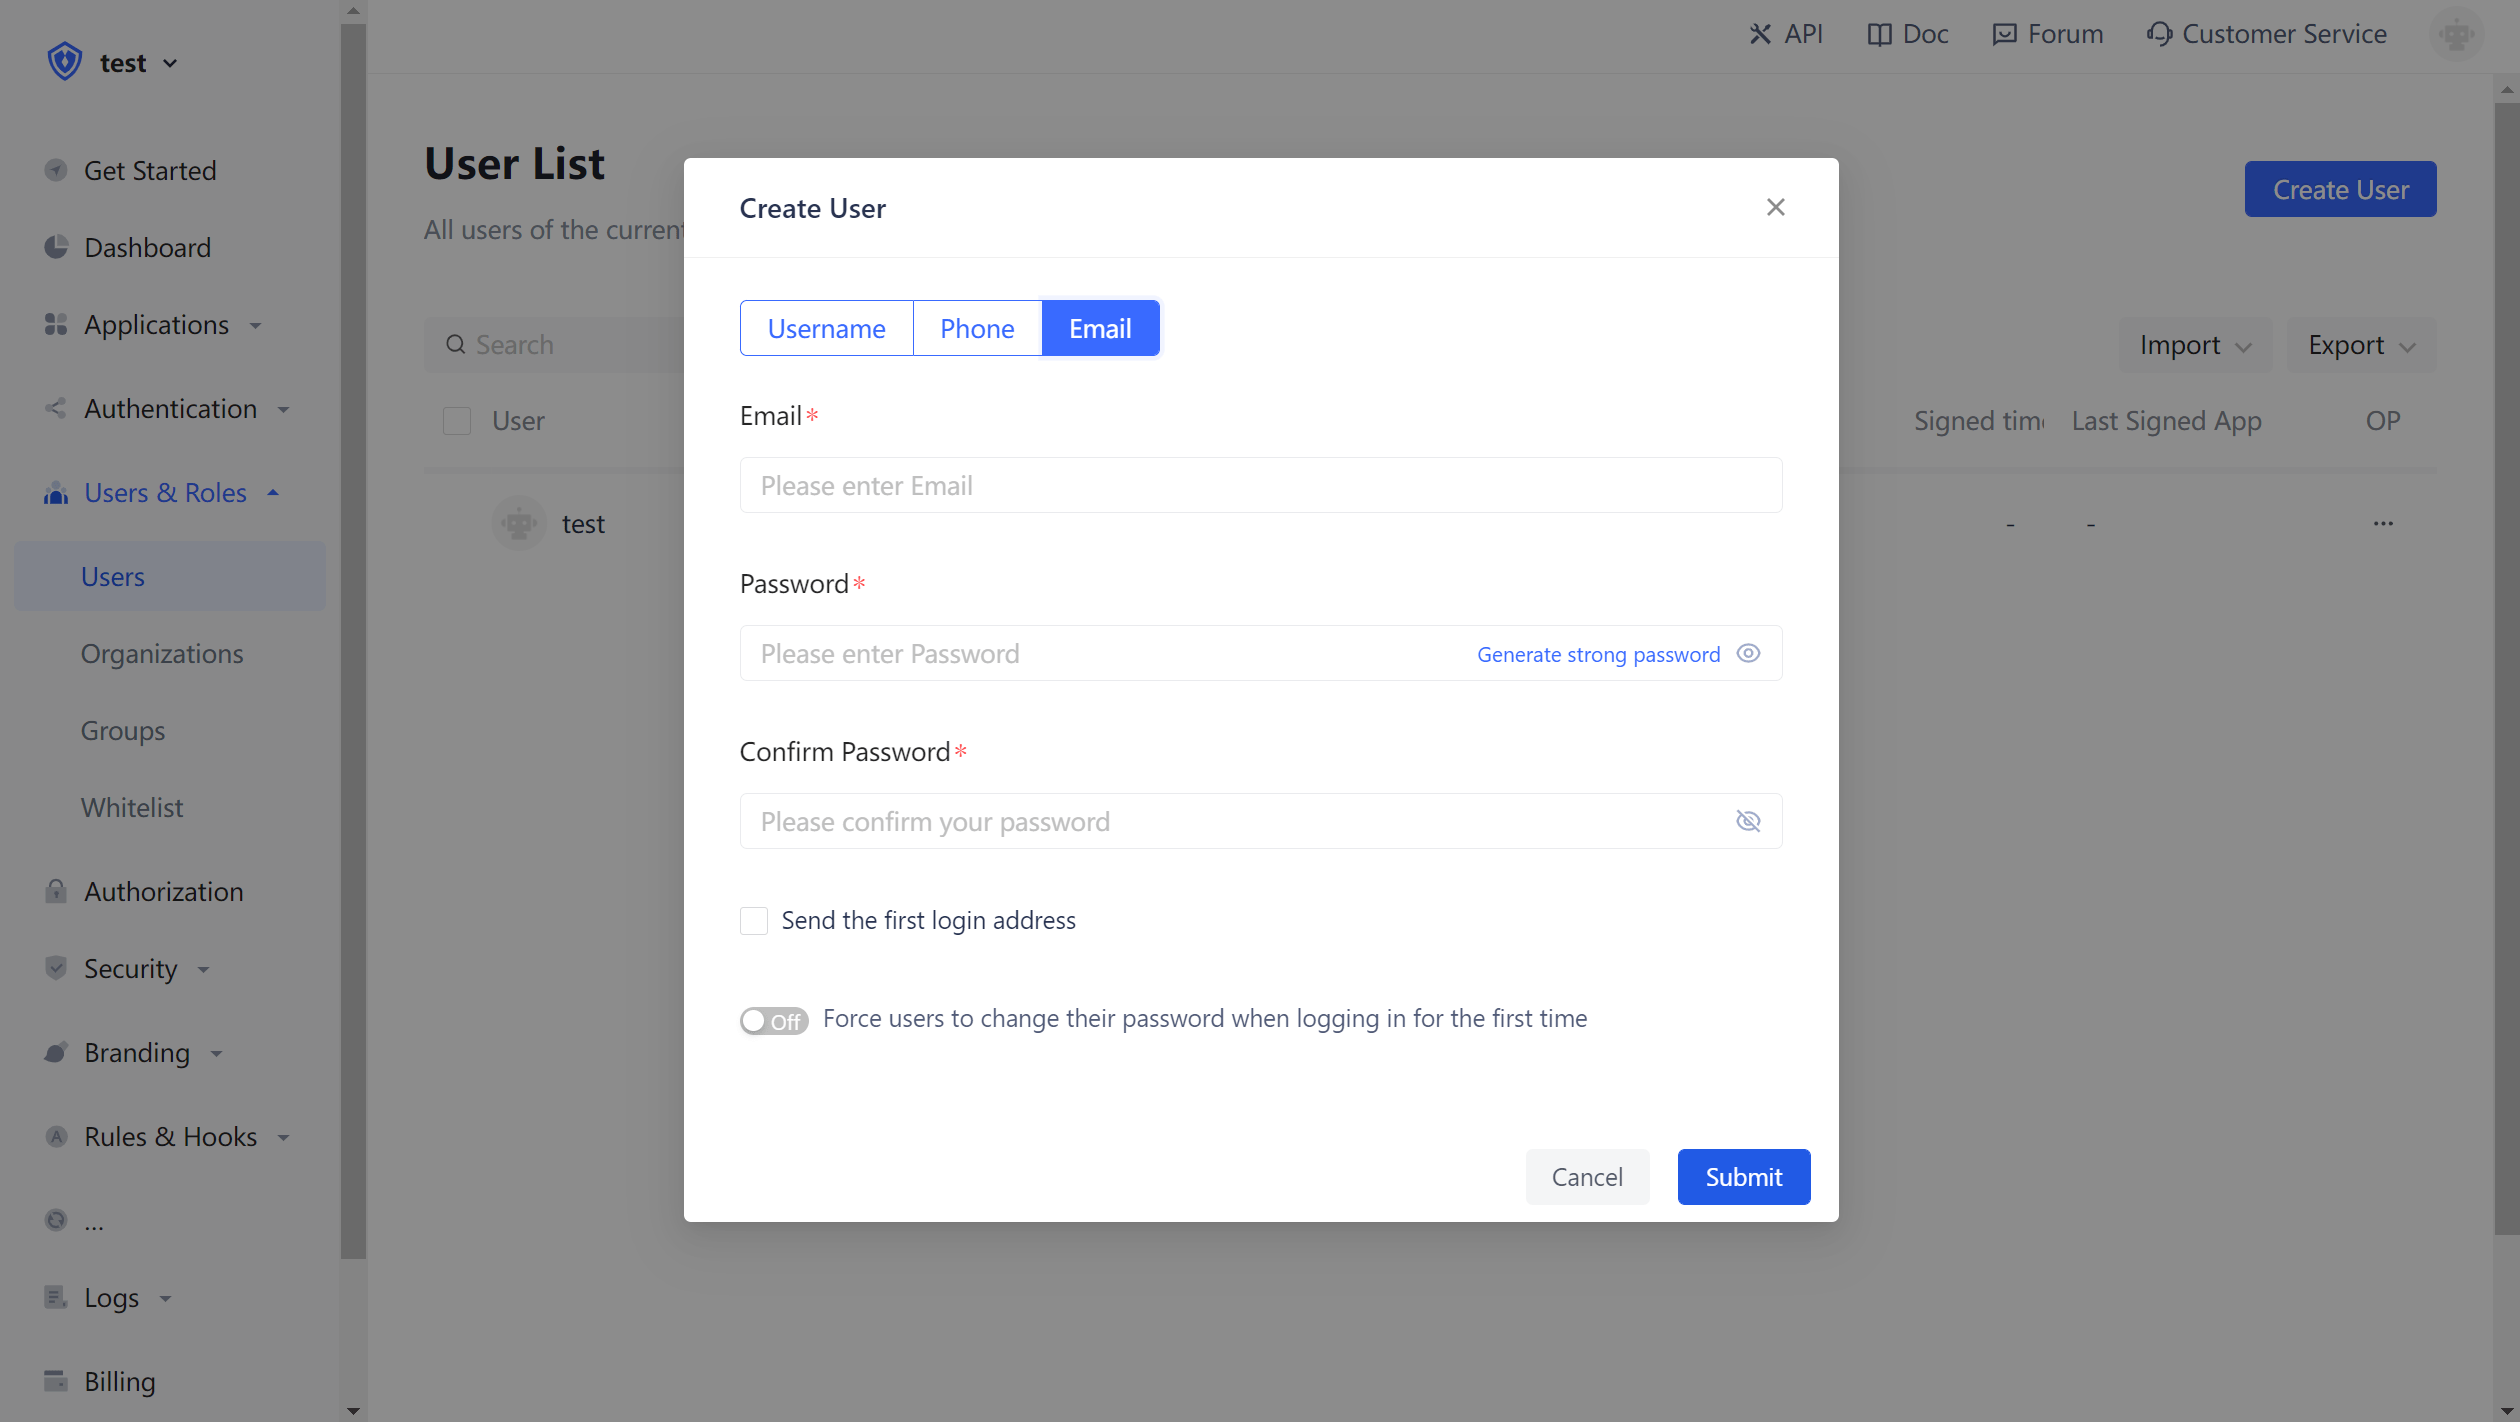 test
API
Doc
Forum
Customer Service
Get Started
Dashboard
Applications
Authentication
Users & Roles
Users
Organizations
Groups
Whitelist
Authorization
Security
Branding
Rules & Hooks
...
Logs
Billing
User List
All users of the current
Create User
Search
Import
Export
User
Signed tim
Last Signed App
OP
test
-
-
...
Create User
Username
Phone
Email
Email*
Please enter Email
Password*
Please enter Password
Generate strong password
Confirm Password*
Please confirm your password
Send the first login address
Off
Force users to change their password when logging in for the first time
Cancel
Submit